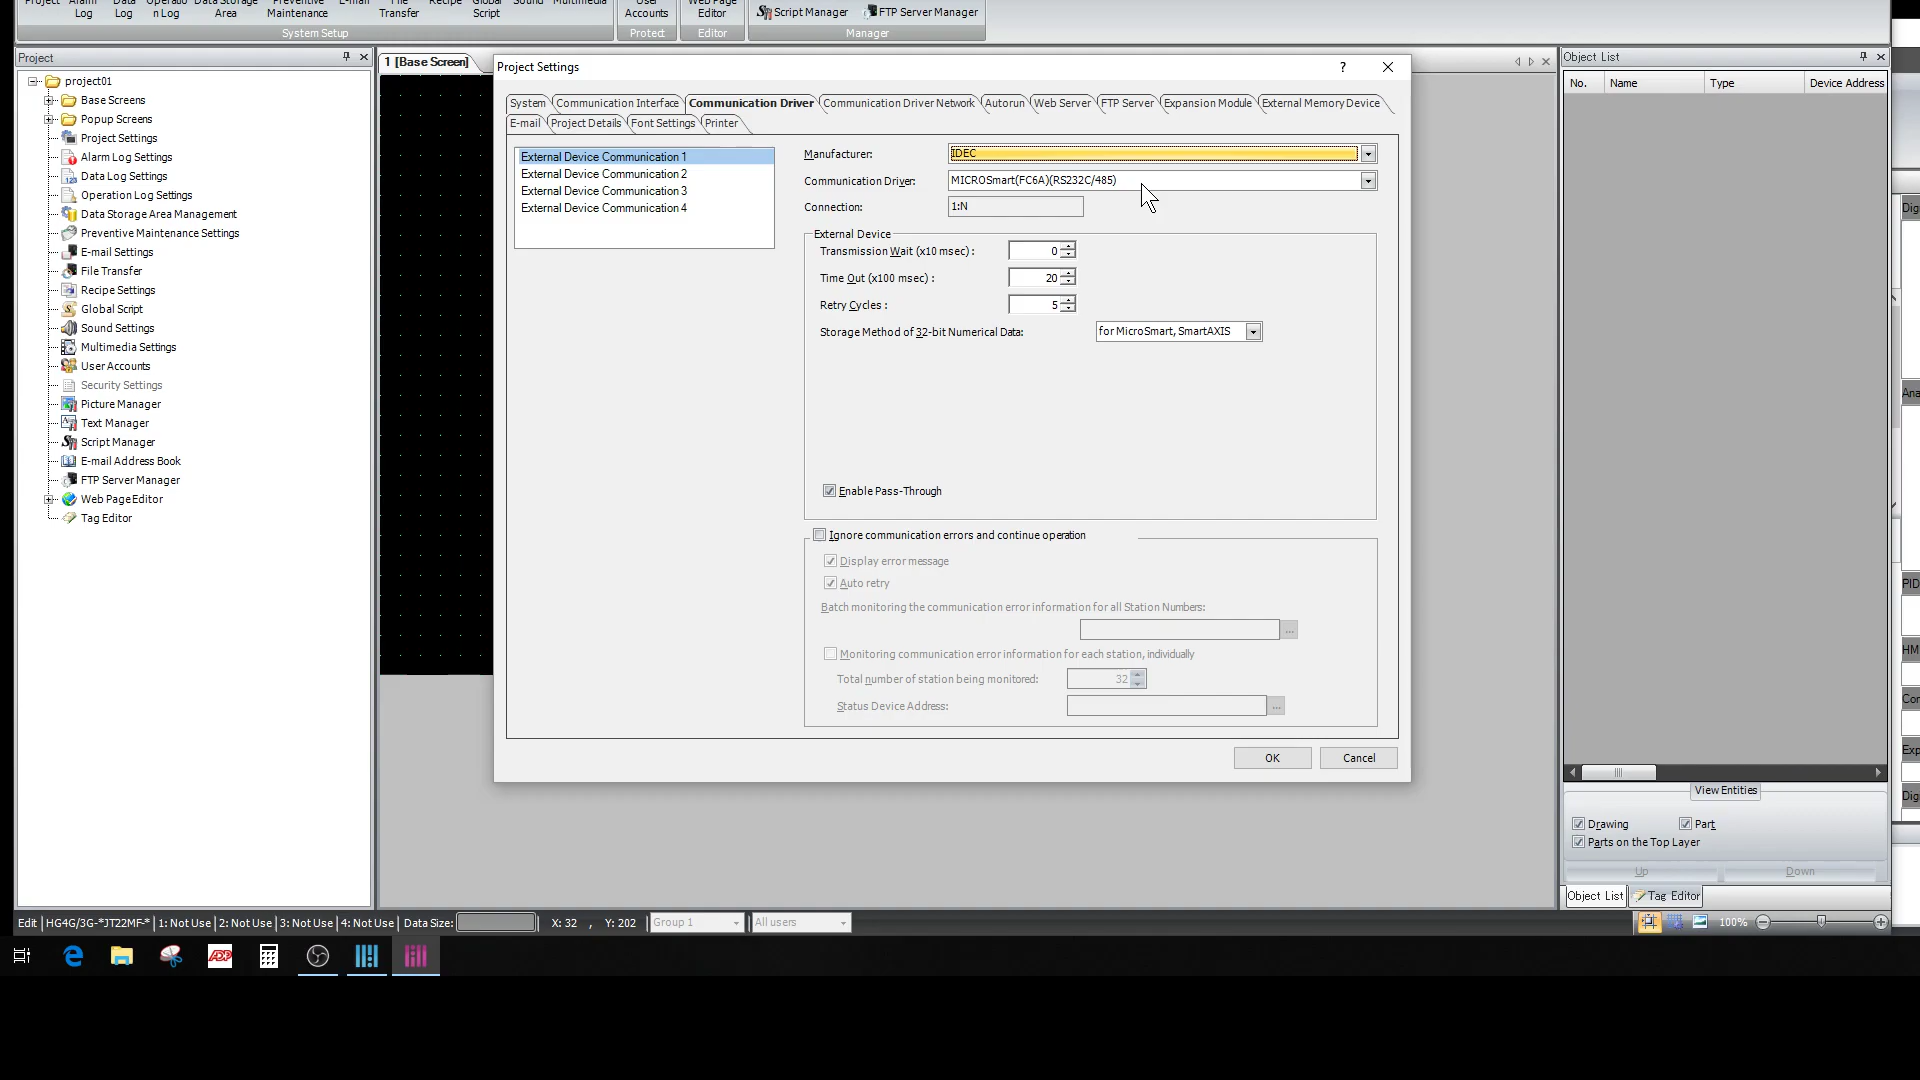 Project Alarm Data Operatio Data Storage Preventive E-mail File Recipe Global Sound Multimedia User Web Page
Log Log n Log Area Maintenance Transfer Script Accounts Editor Script Manager FTP Server Manager
System Setup Protect Editor Manager
Project
1 [Base Screen]
Project Settings
?
Object List
No. Name Type Device Address
project01
Base Screens
Popup Screens
Project Settings
Alarm Log Settings
Data Log Settings
Operation Log Settings
Data Storage Area Management
Preventive Maintenance Settings
E-mail Settings
File Transfer
Recipe Settings
Global Script
Sound Settings
Multimedia Settings
User Accounts
Security Settings
Picture Manager
Text Manager
Script Manager
E-mail Address Book
FTP Server Manager
Web Page Editor
Tag Editor
System Communication Interface Communication Driver Communication Driver Network Autorun Web Server FTP Server Expansion Module External Memory Device
E-mail Project Details Font Settings Printer
External Device Communication 1
External Device Communication 2
External Device Communication 3
External Device Communication 4
Manufacturer: IDEC
Communication Driver: MICROSmart(FC6A)(RS232C/485)
Connection: 1:N
External Device
Transmission Wait (x10 msec) : 0
Time Out (x100 msec) : 20
Retry Cycles : 5
Storage Method of 32-bit Numerical Data: for MicroSmart, SmartAXIS
Enable Pass-Through
Ignore communication errors and continue operation
Display error message
Auto retry
Batch monitoring the communication error information for all Station Numbers:
...
Monitoring communication error information for each station, individually
Total number of station being monitored: 32
Status Device Address: ...
OK Cancel
View Entities
Drawing Part
Parts on the Top Layer
Up Down
Object List Tag Editor
Edit HG4G/3G-*JT22MF-* 1: Not Use 2: Not Use 3: Not Use 4: Not Use Data Size: X: 32 , Y: 202 Group 1 All users 100%
Digi
Ana
PID
HM
Con
Exp
Digi
ADP